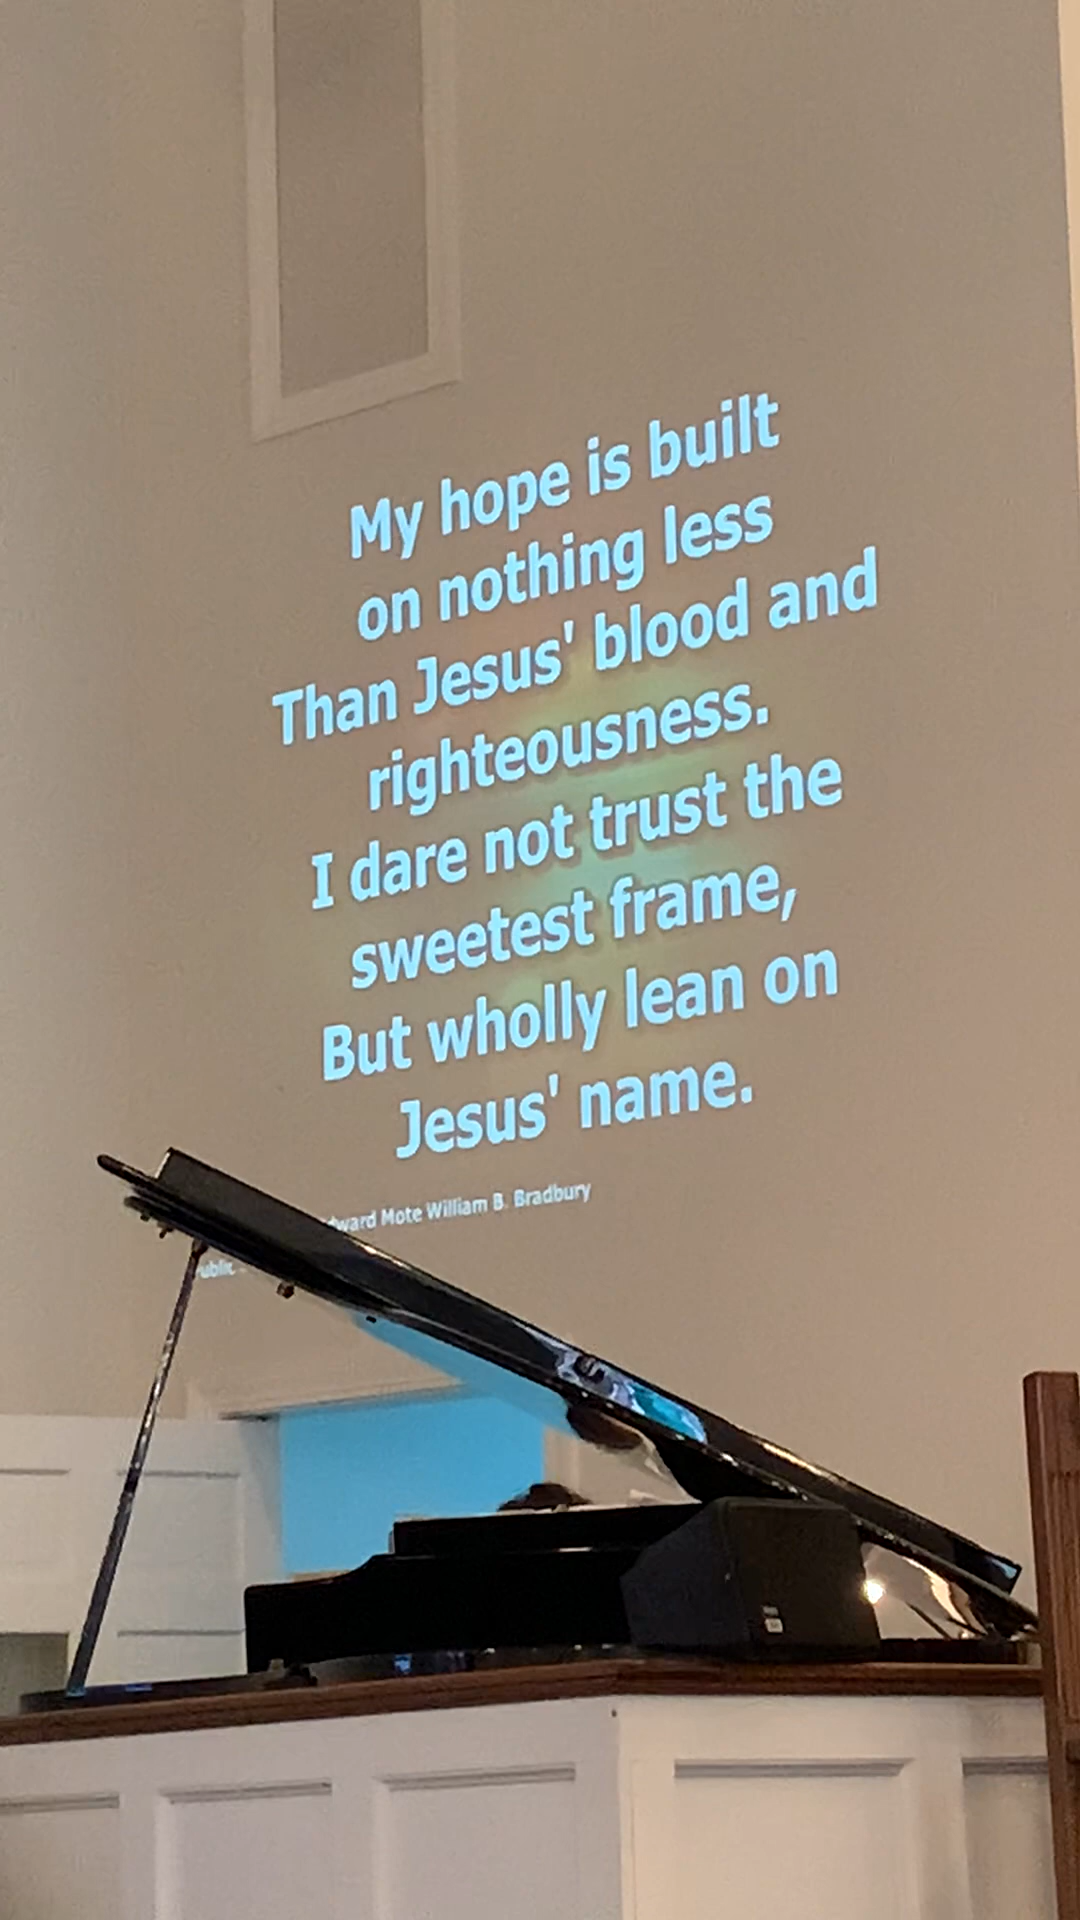 My hope is built
on nothing less
Than Jesus' blood and
righteousness.
I dare not trust the
sweetest frame,
But wholly lean on
Jesus' name.
Mote William B. Bradbury